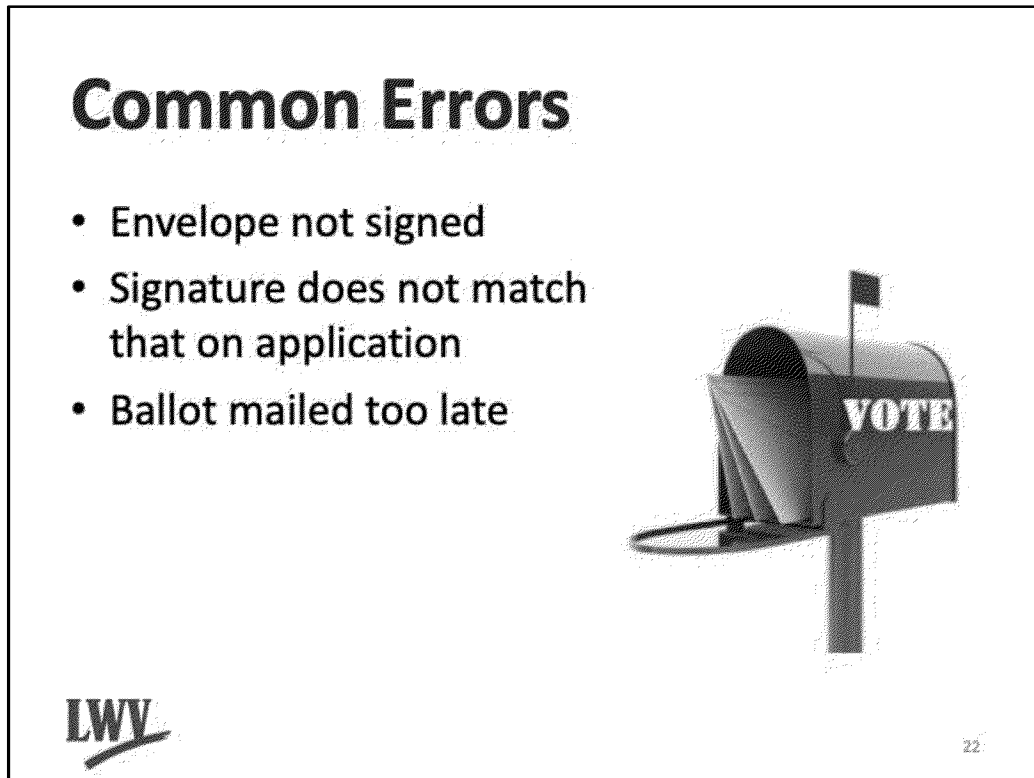 Common Errors
• Envelope not signed
• Signature does not match
that on application
• Ballot mailed too late
VOTE
LWV
22